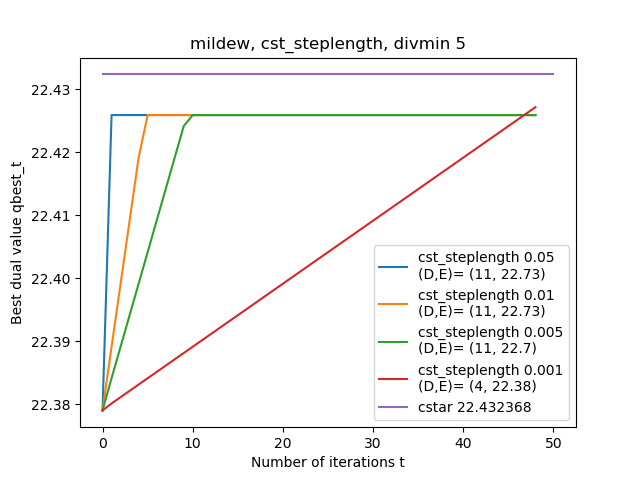 mildew, cst_steplength, divmin 5
Best dual value qbest_t
22.43
22.42
22.41
22.40
22.39
22.38
0
10
20
30
40
50
Number of iterations t
cst_steplength 0.05
(D,E)= (11, 22.73)
cst_steplength 0.01
(D,E)= (11, 22.73)
cst_steplength 0.005
(D,E)= (11, 22.7)
cst_steplength 0.001
(D,E)= (4, 22.38)
cstar 22.432368